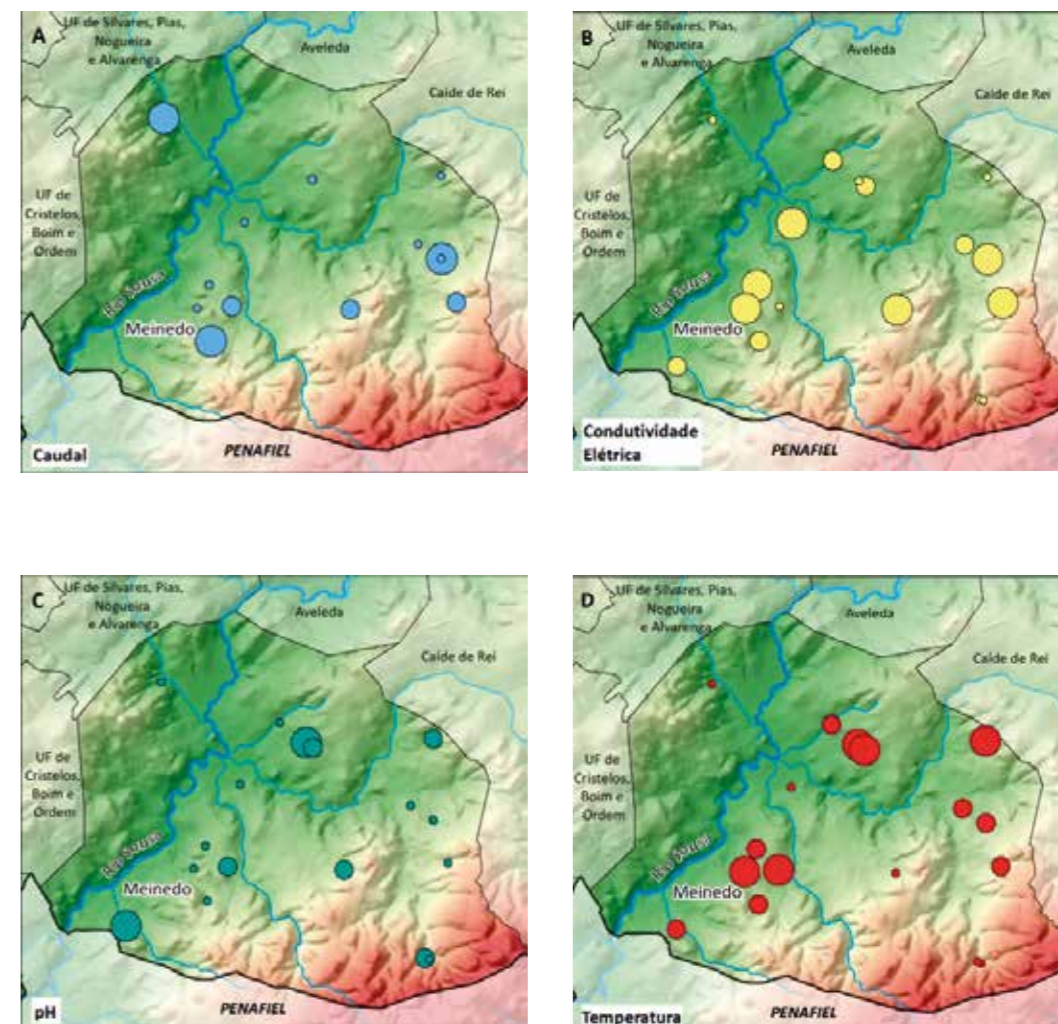 A
UF de Silvares, Pias,
Nogueira
e Alvarenga
Aveleda
Caíde de Rei
UF de
Cristelos,
Boim e
Ordem
Rio Sousa
Meinedo
PENAFIEL
Caudal
B
UF de Silvares, Pias,
Nogueira
e Alvarenga
Aveleda
Caíde de Rei
UF de
Cristelos,
Boim e
Ordem
Rio Sousa
Meinedo
Condutividade
Elétrica
PENAFIEL
C
UF de Silvares, Pias,
Nogueira
e Alvarenga
Aveleda
Caíde de Rei
UF de
Cristelos,
Boim e
Ordem
Rio Sousa
Meinedo
pH
PENAFIEL
D
UF de Silvares, Pias,
Nogueira
e Alvarenga
Aveleda
Caíde de Rei
UF de
Cristelos,
Boim e
Ordem
Rio Sousa
Meinedo
Temperatura
PENAFIEL